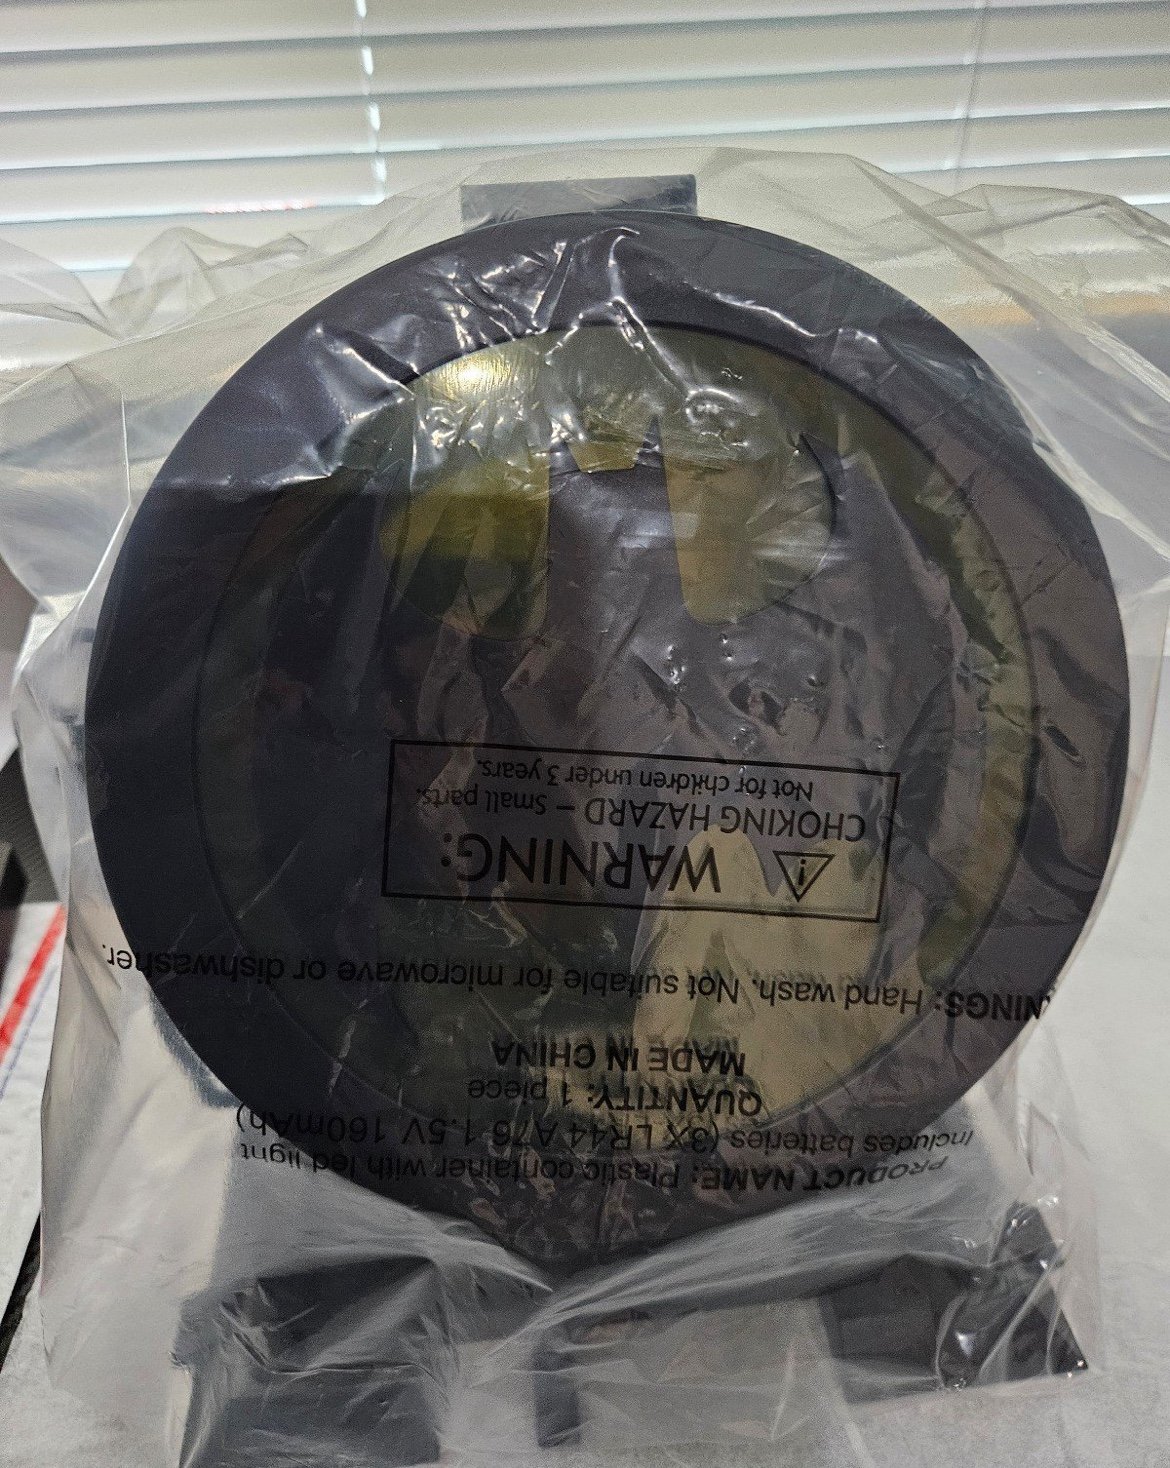 PRODUCT NAME: Plastic container with led light
Includes batteries (3X LR44 A76 1.5V 160mAh)
QUANTITY: 1 piece
MADE IN CHINA
NINGS: Hand wash. Not suitable for microwave or dishwasher.
WARNING:
CHOKING HAZARD – Small parts.
Not for children under 3 years.